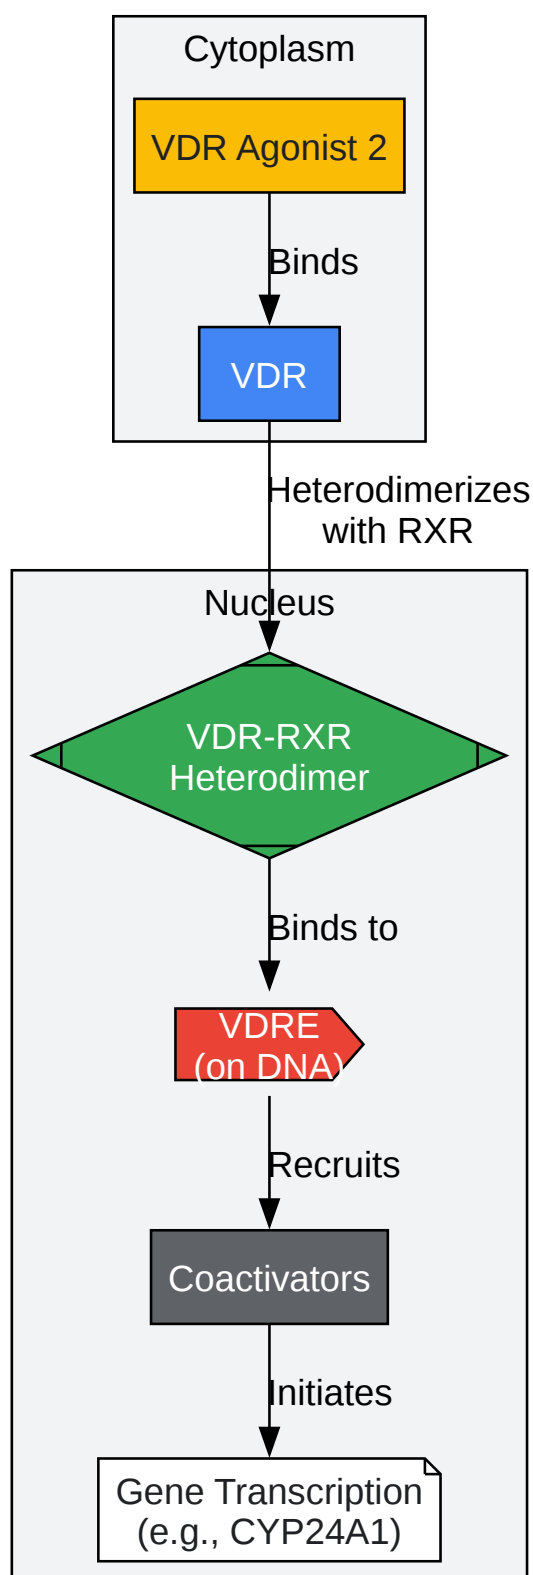 Cytoplasm
VDR Agonist 2
Binds
VDR
Heterodimerizes
with RXR
Nucleus
VDR-RXR
Heterodimer
Binds to
VDRE
(on DNA)
Recruits
Coactivators
Initiates
Gene Transcription
(e.g., CYP24A1)